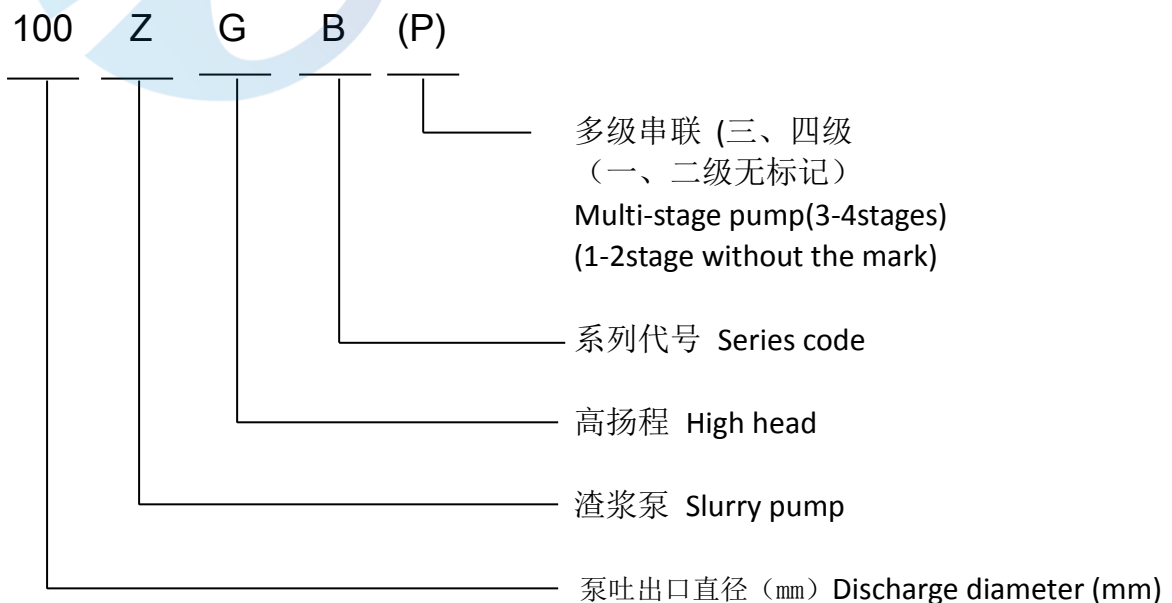 100 Z G B (P)
多级串联 (三、四级
（一、二级无标记）
Multi-stage pump(3-4stages)
(1-2stage without the mark)
系列代号 Series code
高扬程 High head
渣浆泵 Slurry pump
泵吐出口直径（㎜）Discharge diameter (mm)